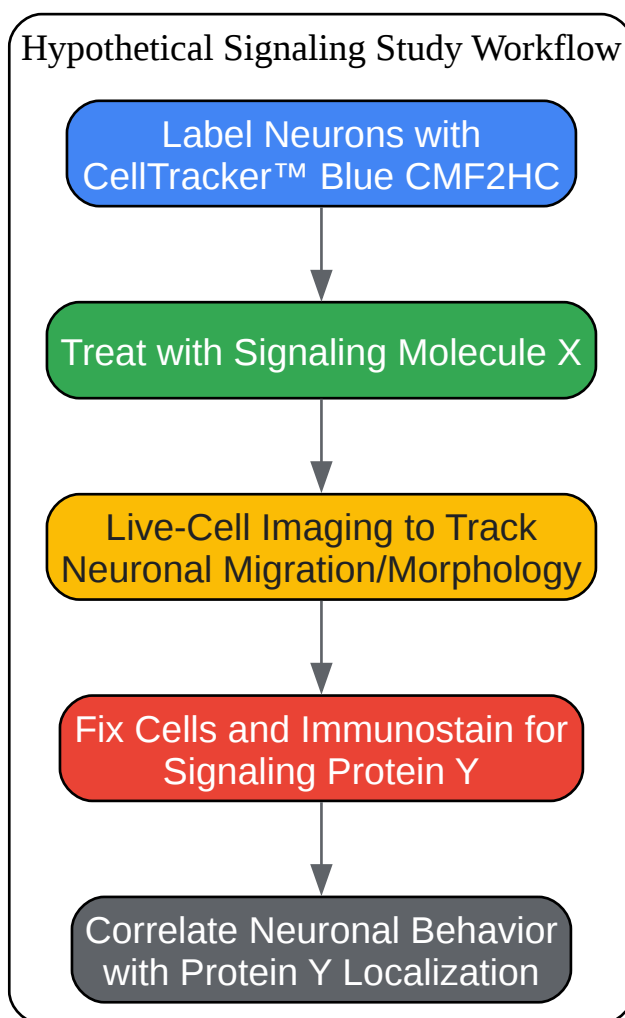 Hypothetical Signaling Study Workflow
Label Neurons with
CellTracker™ Blue CMF2HC
Treat with Signaling Molecule X
Live-Cell Imaging to Track
Neuronal Migration/Morphology
Fix Cells and Immunostain for
Signaling Protein Y
Correlate Neuronal Behavior
with Protein Y Localization